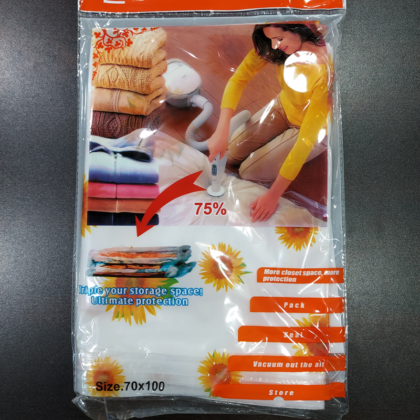 75%
your storage space!
Ultimate protection
More closet space, more
protection
Pack
Seal
Vacuum out the air
Store
Size.70x100